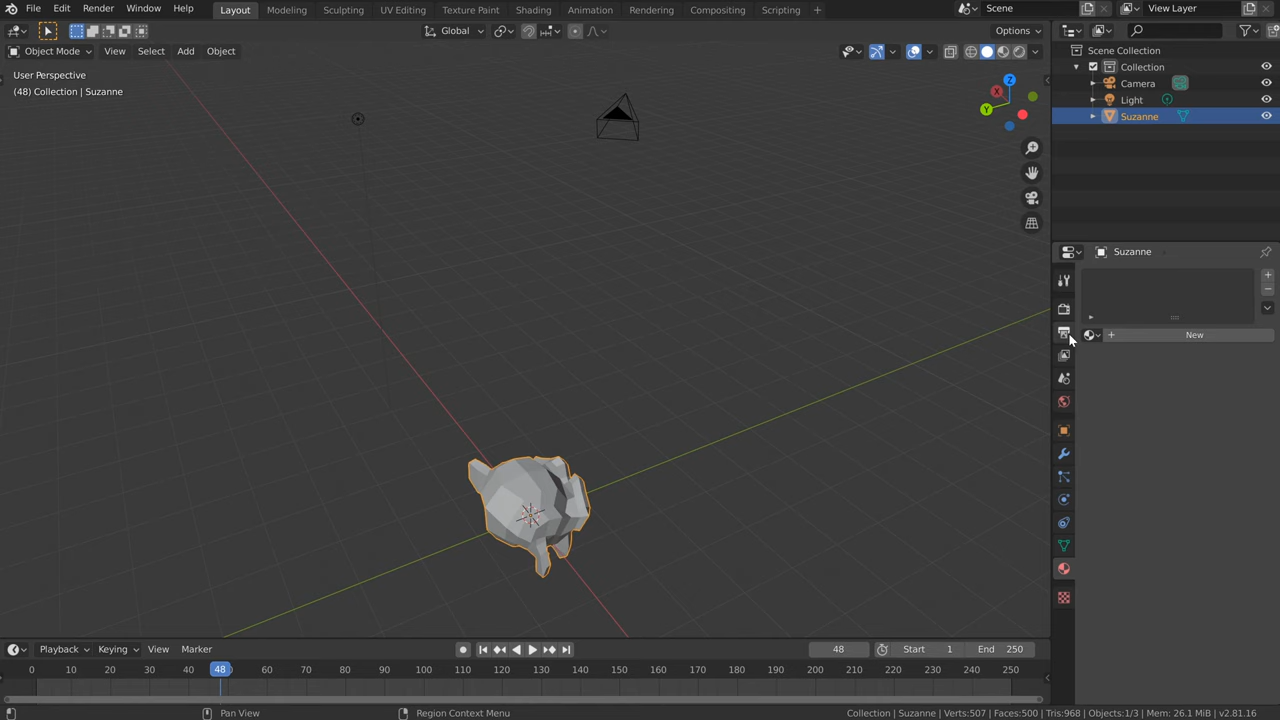 File Edit Render Window Help Layout Modeling Sculpting UV Editing Texture Paint Shading Animation Rendering Compositing Scripting + Scene View Layer
Global Options
Object Mode View Select Add Object
User Perspective
(48) Collection | Suzanne
Z
X
Y
Scene Collection
Collection
Camera
Light
Suzanne
Suzanne
New
Playback Keying View Marker 48 Start 1 End 250
0 10 20 30 40 48 60 70 80 90 100 110 120 130 140 150 160 170 180 190 200 210 220 230 240 250
Pan View Region Context Menu Collection | Suzanne | Verts:507 | Faces:500 | Tris:968 | Objects:1/3 | Mem: 26.1 MiB | v2.81.16